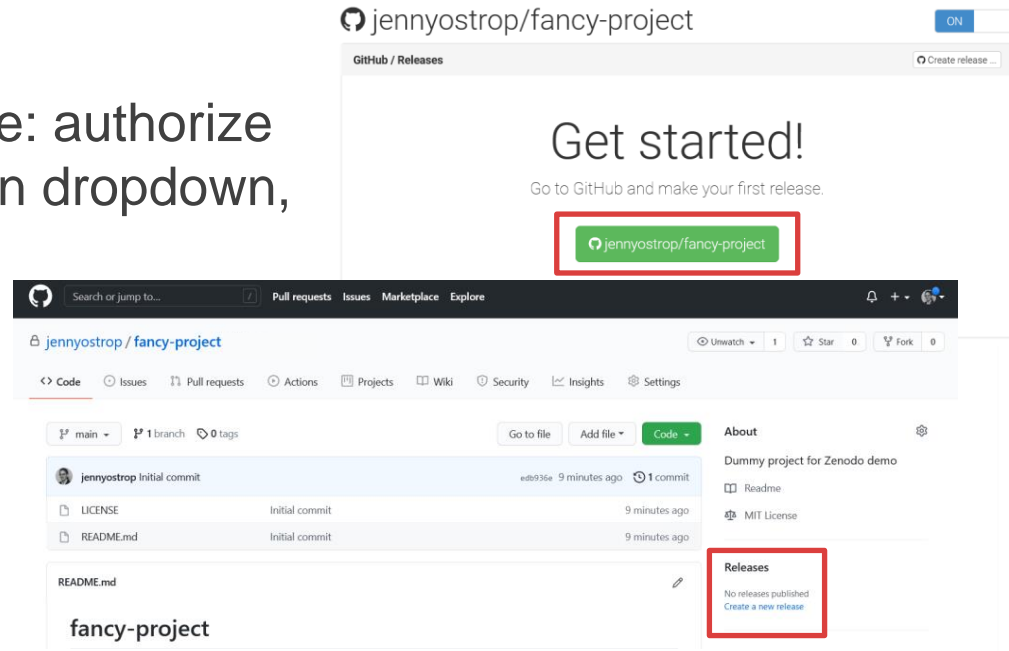 jennyostrop/fancy-project
ON
GitHub / Releases
Create release ...
e: authorize
n dropdown,
Get started!
Go to GitHub and make your first release.
jennyostrop/fancy-project
Search or jump to...
/
Pull requests Issues Marketplace Explore
jennyostrop / fancy-project
Unwatch 1 Star 0 Fork 0
Code Issues Pull requests Actions Projects Wiki Security Insights Settings
main 1 branch 0 tags
Go to file Add file Code
jennyostrop Initial commit edb936e 9 minutes ago 1 commit
LICENSE Initial commit 9 minutes ago
README.md Initial commit 9 minutes ago
README.md
fancy-project
About
Dummy project for Zenodo demo
Readme
MIT License
Releases
No releases published
Create a new release